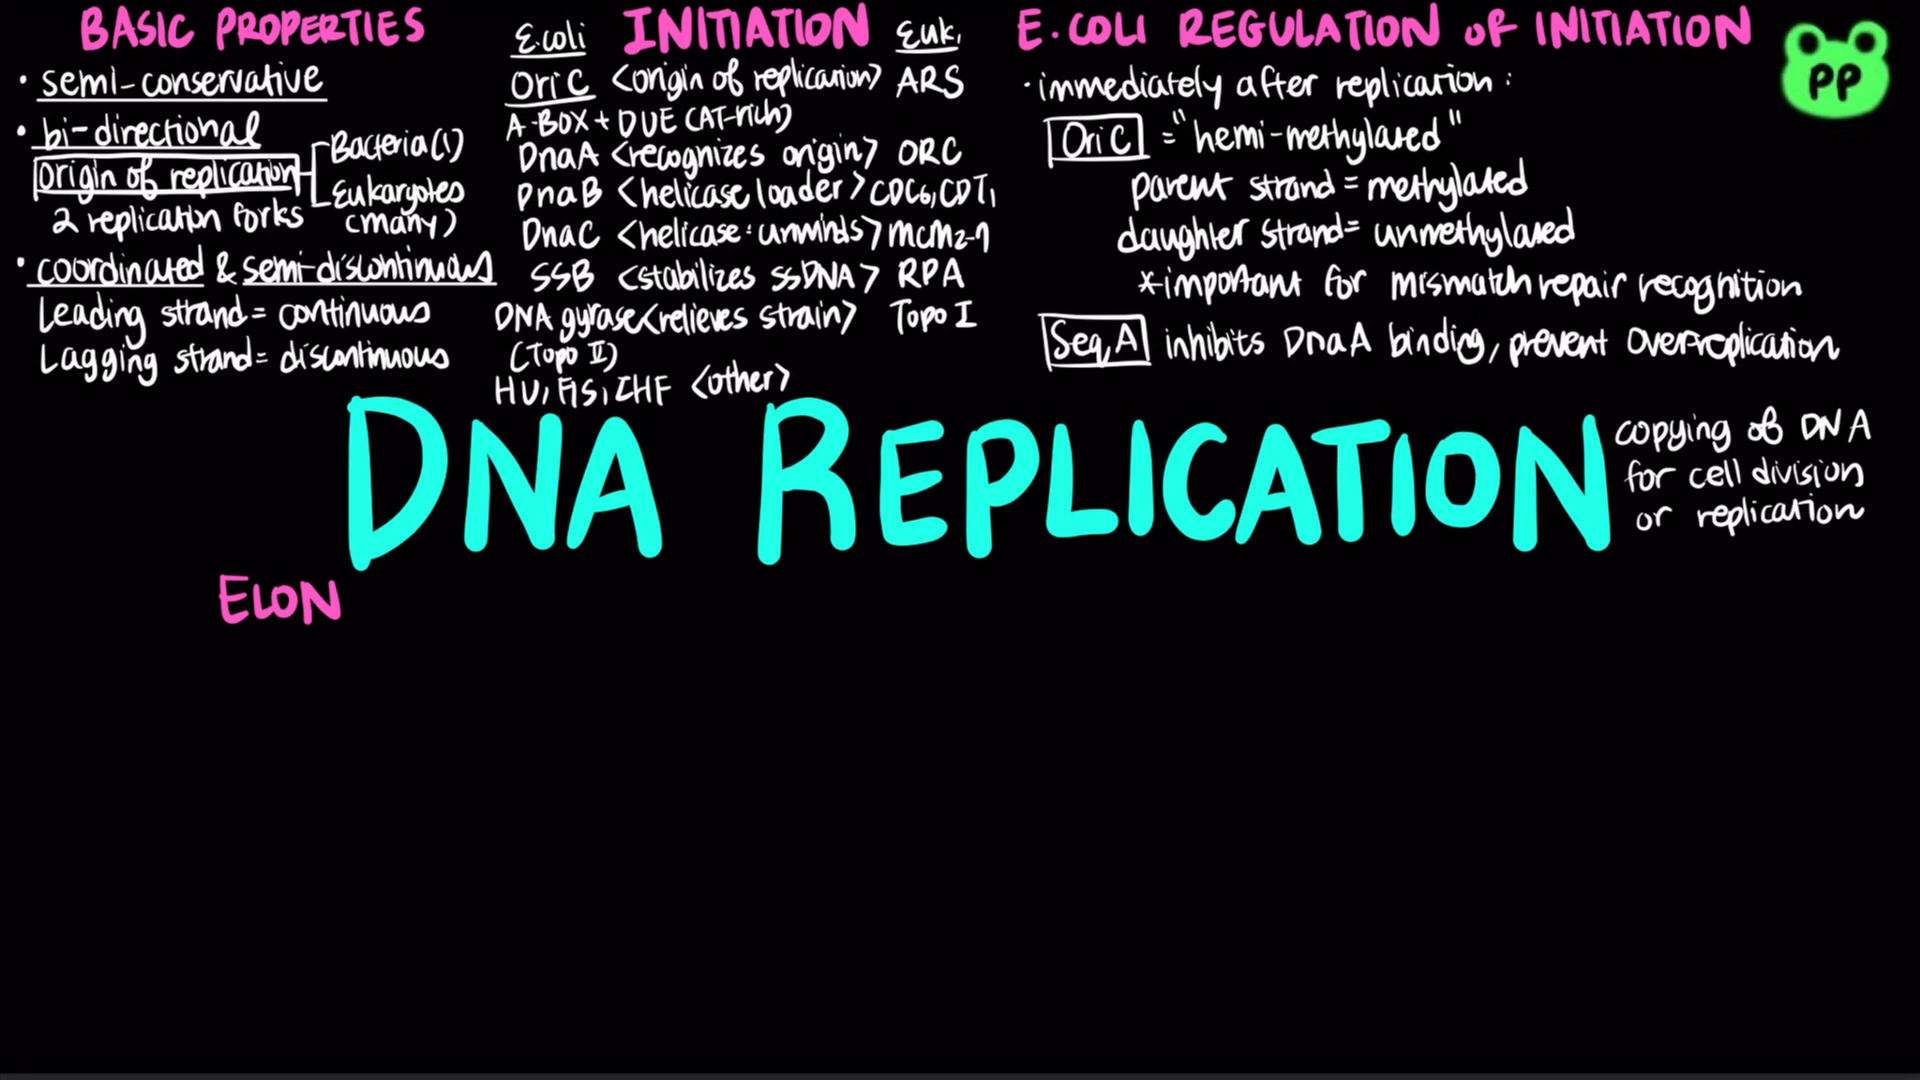 BASIC PROPERTIES
• semi-conservative
• bi-directional
origin of replication
Bacteria (1)
Eukaryotes
(many)
2 replication forks
• coordinated & semi-discontinuous
Leading strand = continuous
Lagging strand = discontinuous
E.coli INITIATION Euk.
Ori C <origin of replication> ARS
A-BOX + DUE (AT-rich)
DnaA <recognizes origin> ORC
DnaB <helicase loader> CDC6, CDT1
DnaC <helicase: unwinds> MCM2-7
SSB <stabilizes ssDNA> RPA
DNA gyrase <relieves strain> Topo I
(Topo II)
HU, FIS, IHF <other>
E. COLI REGULATION OF INITIATION
• immediately after replication:
Ori C = "hemi-methylated"
parent strand = methylated
daughter strand = unmethylated
*important for mismatch repair recognition
Seq A inhibits DnaA binding, prevent overreplication
PP
DNA REPLICATION
copying of DNA
for cell division
or replication
ELON